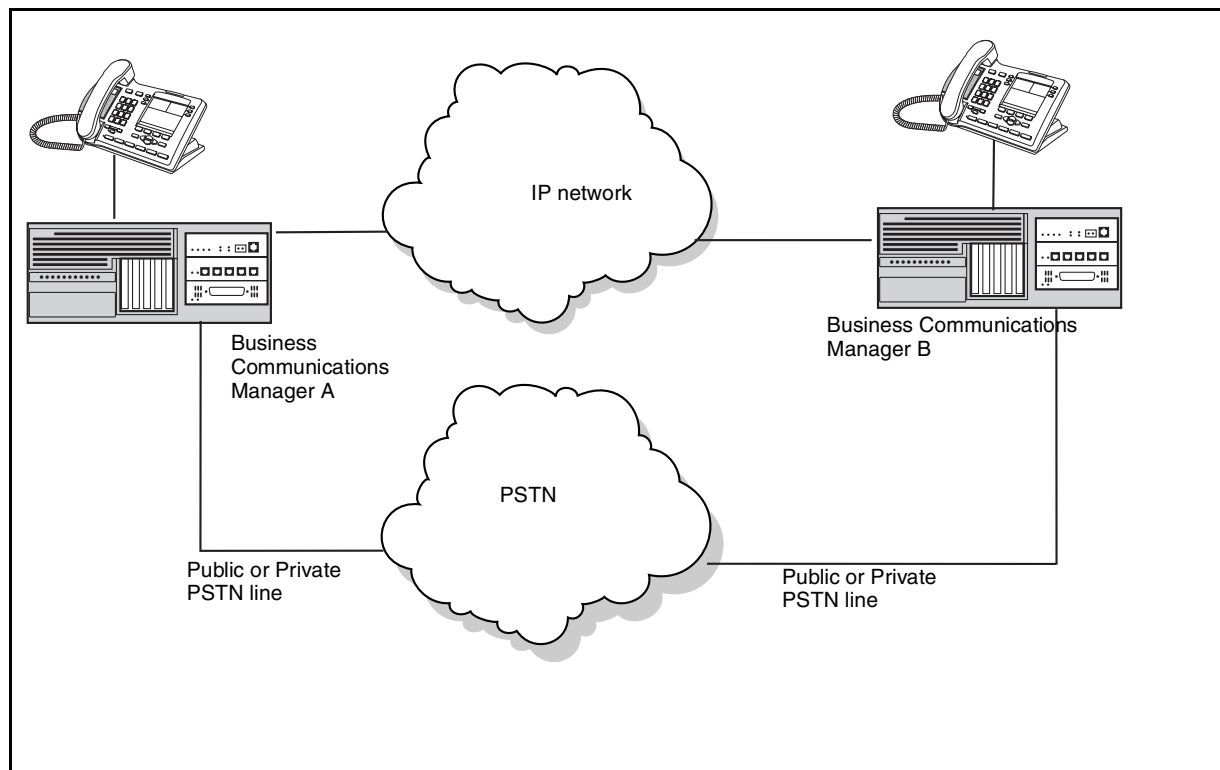 IP network
Business
Communications
Manager A
Business Communications
Manager B
PSTN
Public or Private
PSTN line
Public or Private
PSTN line